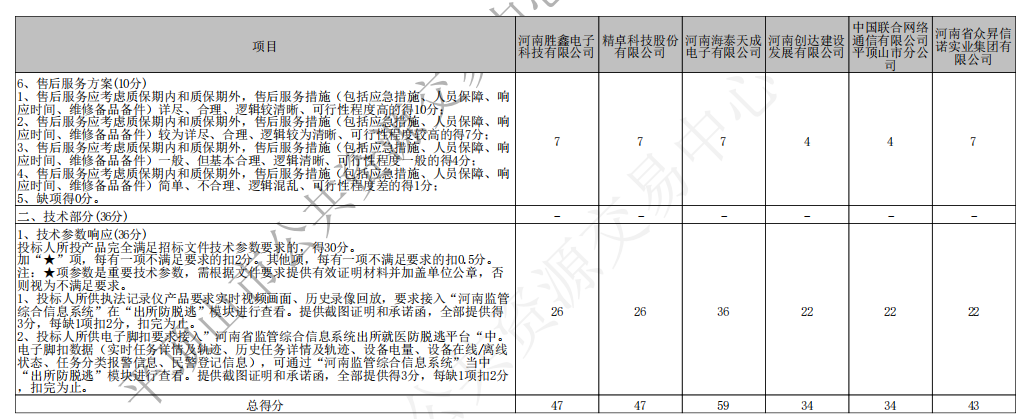 项目
河南胜鑫电子
科技有限公司
精卓科技股份
有限公司
河南海泰天成
电子有限公司
河南创达建设
发展有限公司
中国联合网络
通信有限公司
平顶山市分公
司
河南省众昇信
诺实业集团有
限公司
6、售后服务方案(10分)
1、售后服务应考虑质保期内和质保期外，售后服务措施（包括应急措施、人员保障、响
应时间、维修备品备件）详尽、合理、逻辑较清晰、可行性程度高的得10分；
2、售后服务应考虑质保期内和质保期外，售后服务措施（包括应急措施、人员保障、响
应时间、维修备品备件）较为详尽、合理、逻辑较为清晰、可行性程度较高的得7分；
3、售后服务应考虑质保期内和质保期外，售后服务措施（包括应急措施、人员保障、响
应时间、维修备品备件）一般、但基本合理、逻辑清晰、可行性程度一般的得4分；
4、售后服务应考虑质保期内和质保期外，售后服务措施（包括应急措施、人员保障、响
应时间、维修备品备件）简单、不合理、逻辑混乱、可行性程度差的得1分；
5、缺项得0分。
7 7 7 4 4 7
二、技术部分(36分) － － － － － －
1、技术参数响应(36分)
投标人所投产品完全满足招标文件技术参数要求的，得30分。
加“★”项，每有一项不满足要求的扣2分。其他项，每有一项不满足要求的扣0.5分。
注：★项参数是重要技术参数，需根据文件要求提供有效证明材料并加盖单位公章，否
则视为不满足要求。
1、投标人所供执法记录仪产品要求实时视频画面、历史录像回放，要求接入“河南监管
综合信息系统”在“出所防脱逃”模块进行查看。提供截图证明和承诺函，全部提供得
3分，每缺1项扣2分，扣完为止。
2、投标人所供电子脚扣要求接入”河南省监管综合信息系统出所就医防脱逃平台“中。
电子脚扣数据（实时任务详情及轨迹、历史任务详情及轨迹、设备电量、设备在线/离线
状态、任务分类报警信息、民警登记信息），可通过“河南监管综合信息系统”当中
“出所防脱逃”模块进行查看。提供截图证明和承诺函，全部提供得3分，每缺1项扣2分
，扣完为止。
26 26 36 22 22 22
总得分 47 47 59 34 34 43